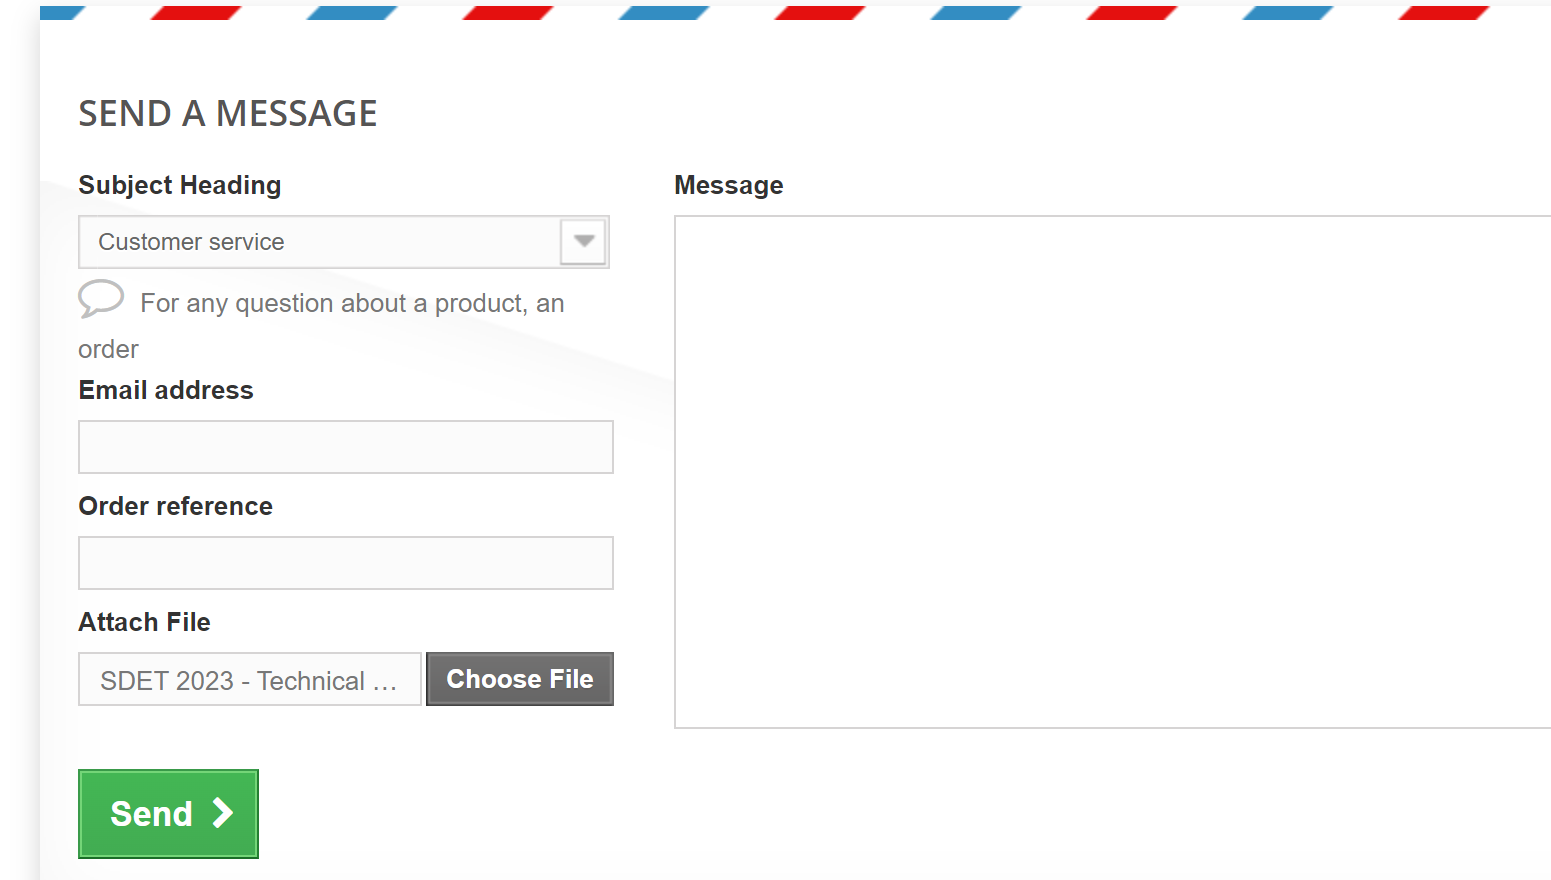 SEND A MESSAGE
Subject Heading
Customer service
For any question about a product, an
order
Email address
Order reference
Attach File
SDET 2023 - Technical …
Choose File
Send
Message